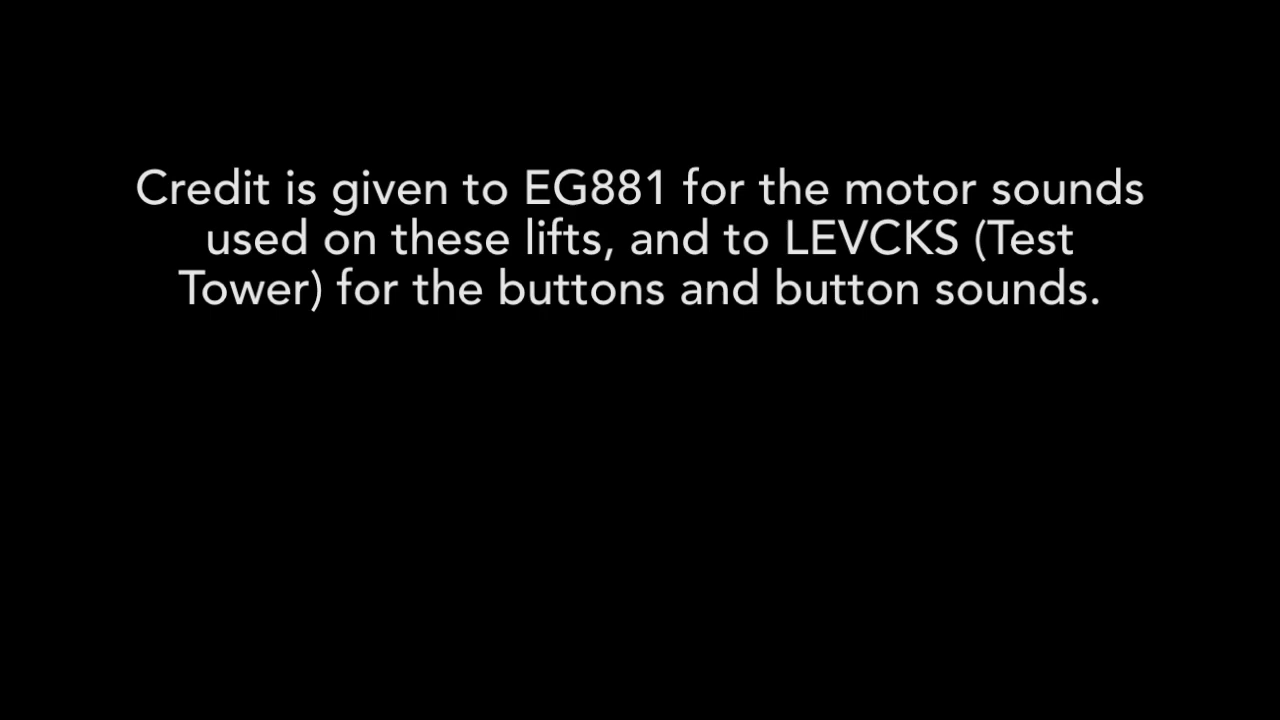 Credit is given to EG881 for the motor sounds
used on these lifts, and to LEVCKS (Test
Tower) for the buttons and button sounds.